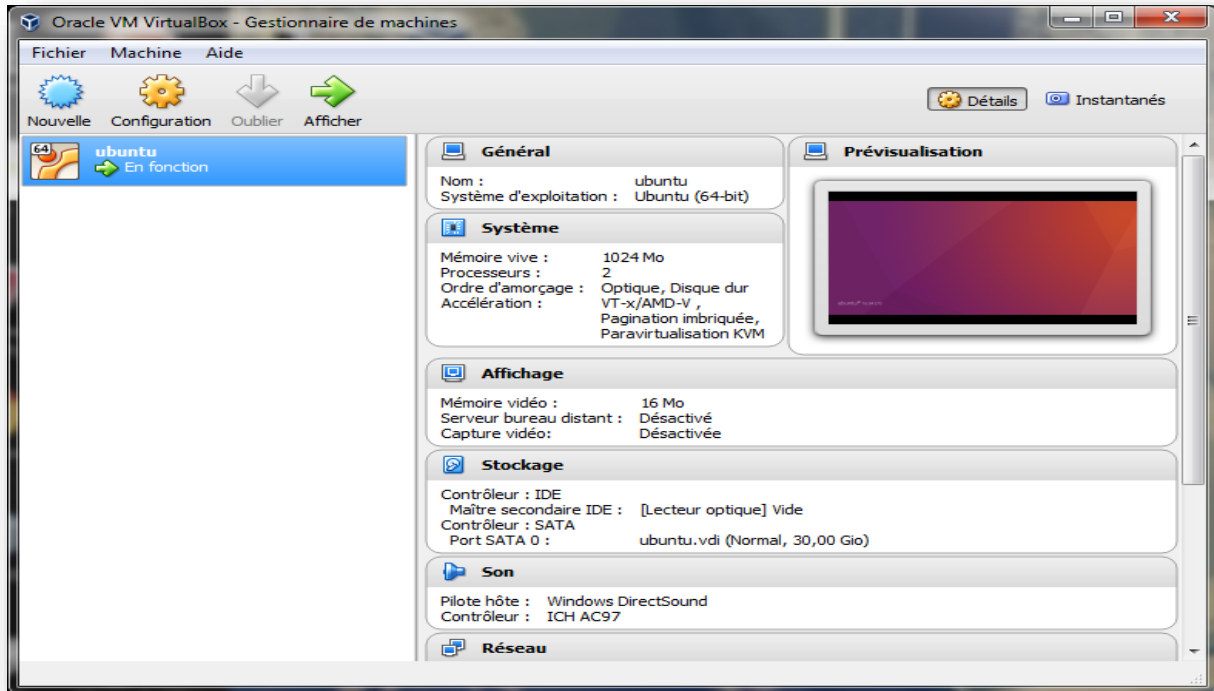 Oracle VM VirtualBox - Gestionnaire de machines
Fichier Machine Aide
Nouvelle Configuration Oublier Afficher
Détails Instantanés
64
ubuntu
En fonction
Général
Nom : ubuntu
Système d'exploitation : Ubuntu (64-bit)
Prévisualisation
Système
Mémoire vive : 1024 Mo
Processeurs : 2
Ordre d'amorçage : Optique, Disque dur
Accélération : VT-x/AMD-V ,
Pagination imbriquée,
Paravirtualisation KVM
Affichage
Mémoire vidéo : 16 Mo
Serveur bureau distant : Désactivé
Capture vidéo: Désactivée
Stockage
Contrôleur : IDE
Maître secondaire IDE : [Lecteur optique] Vide
Contrôleur : SATA
Port SATA 0 : ubuntu.vdi (Normal, 30,00 Gio)
Son
Pilote hôte : Windows DirectSound
Contrôleur : ICH AC97
Réseau